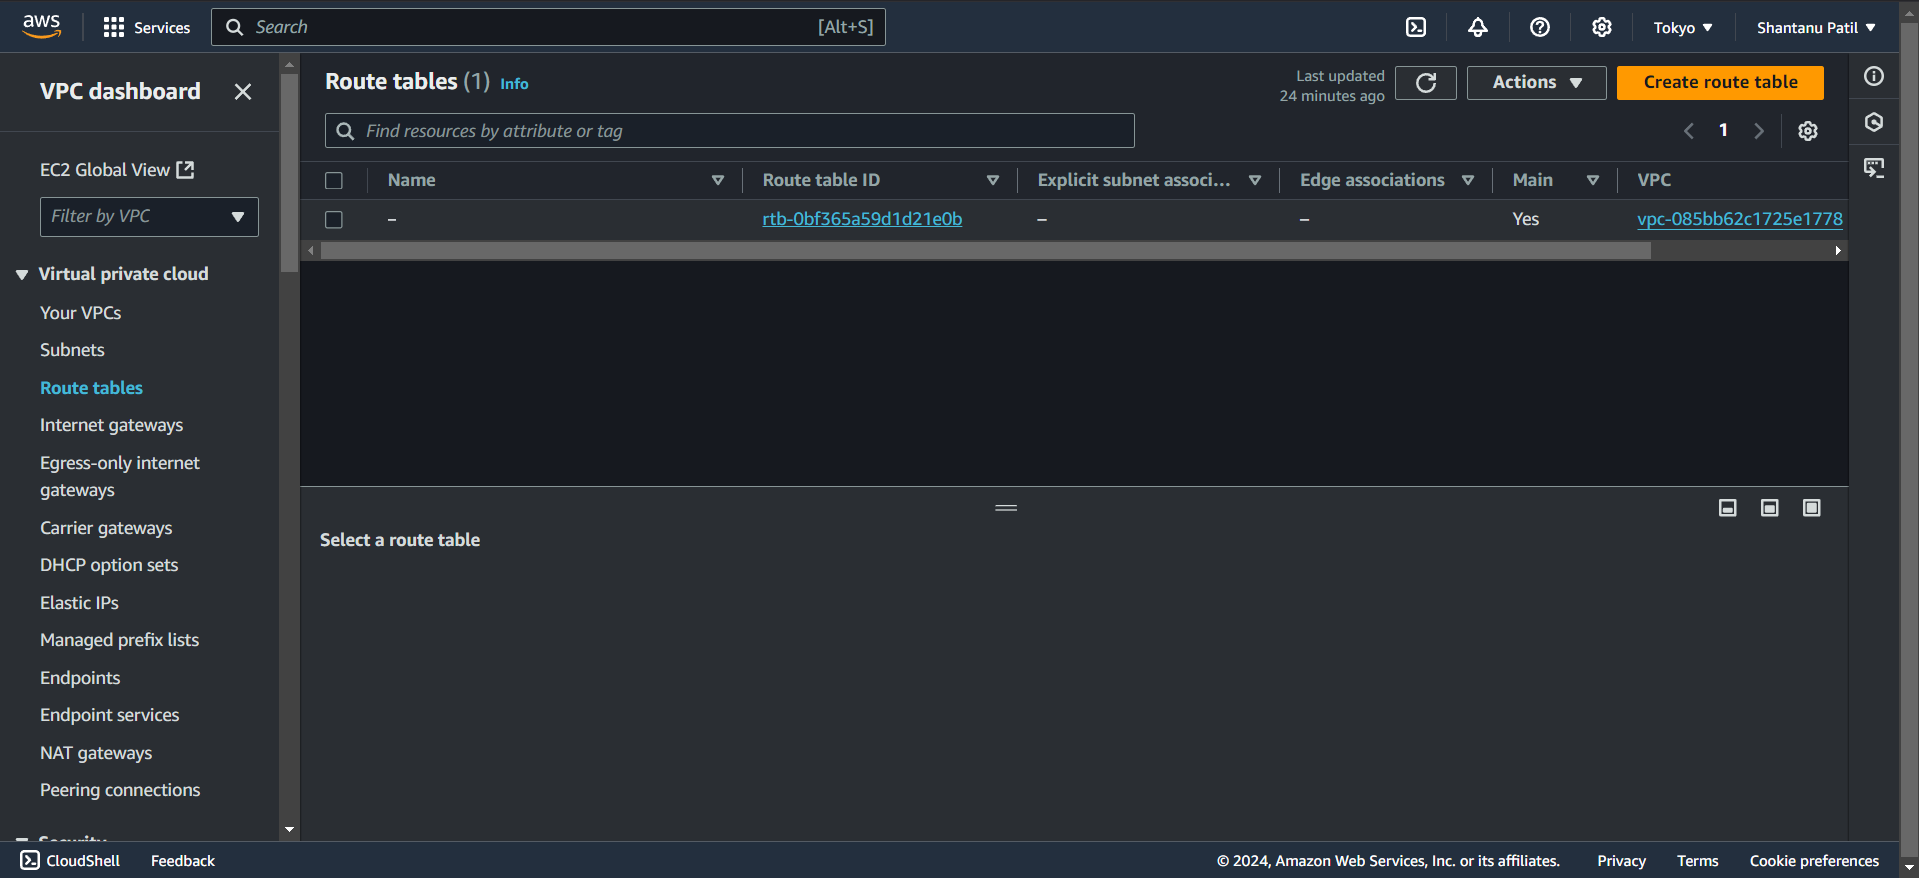 aws
Services
Search
[Alt+S]
Tokyo
Shantanu Patil
VPC dashboard
EC2 Global View
Filter by VPC
Virtual private cloud
Your VPCs
Subnets
Route tables
Internet gateways
Egress-only internet
gateways
Carrier gateways
DHCP option sets
Elastic IPs
Managed prefix lists
Endpoints
Endpoint services
NAT gateways
Peering connections
Security
Route tables (1) Info
Last updated
24 minutes ago
Actions
Create route table
Find resources by attribute or tag
1
Name Route table ID Explicit subnet associ... Edge associations Main VPC
– rtb-0bf365a59d1d21e0b – – Yes vpc-085bb62c1725e1778
Select a route table
CloudShell Feedback © 2024, Amazon Web Services, Inc. or its affiliates. Privacy Terms Cookie preferences